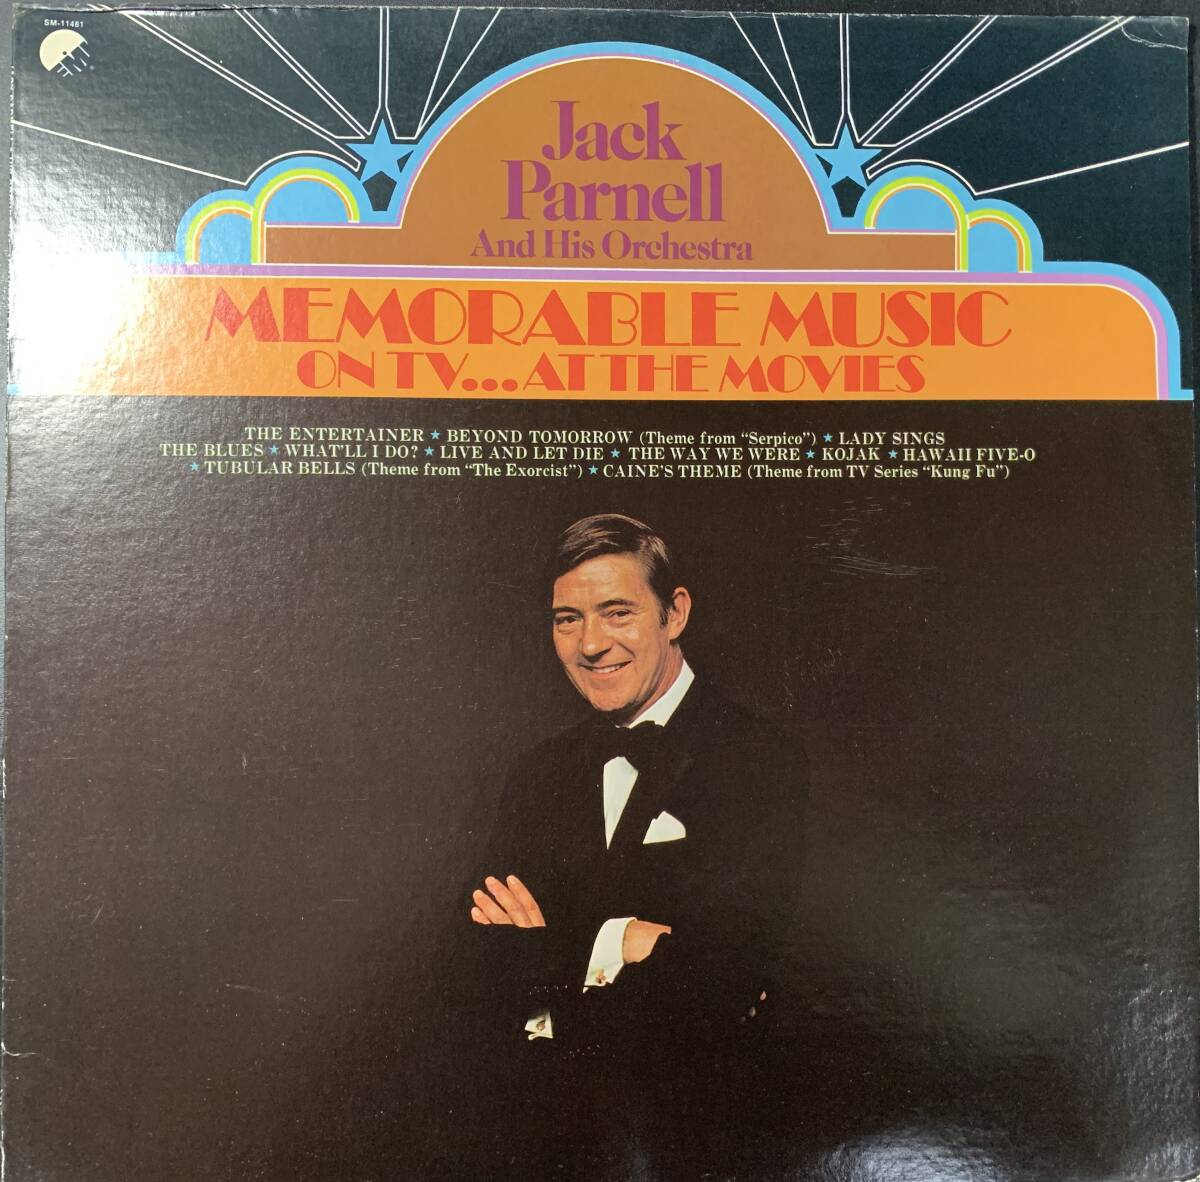 SM-11481
Jack
Parnell
And His Orchestra
MEMORABLE MUSIC
ON TV...AT THE MOVIES
THE ENTERTAINER ★ BEYOND TOMORROW (Theme from “Serpico”) ★ LADY SINGS
THE BLUES ★ WHAT'LL I DO? ★ LIVE AND LET DIE ★ THE WAY WE WERE ★ KOJAK ★ HAWAII FIVE-O
★ TUBULAR BELLS (Theme from “The Exorcist”) ★ CAINE'S THEME (Theme from TV Series “Kung Fu”)